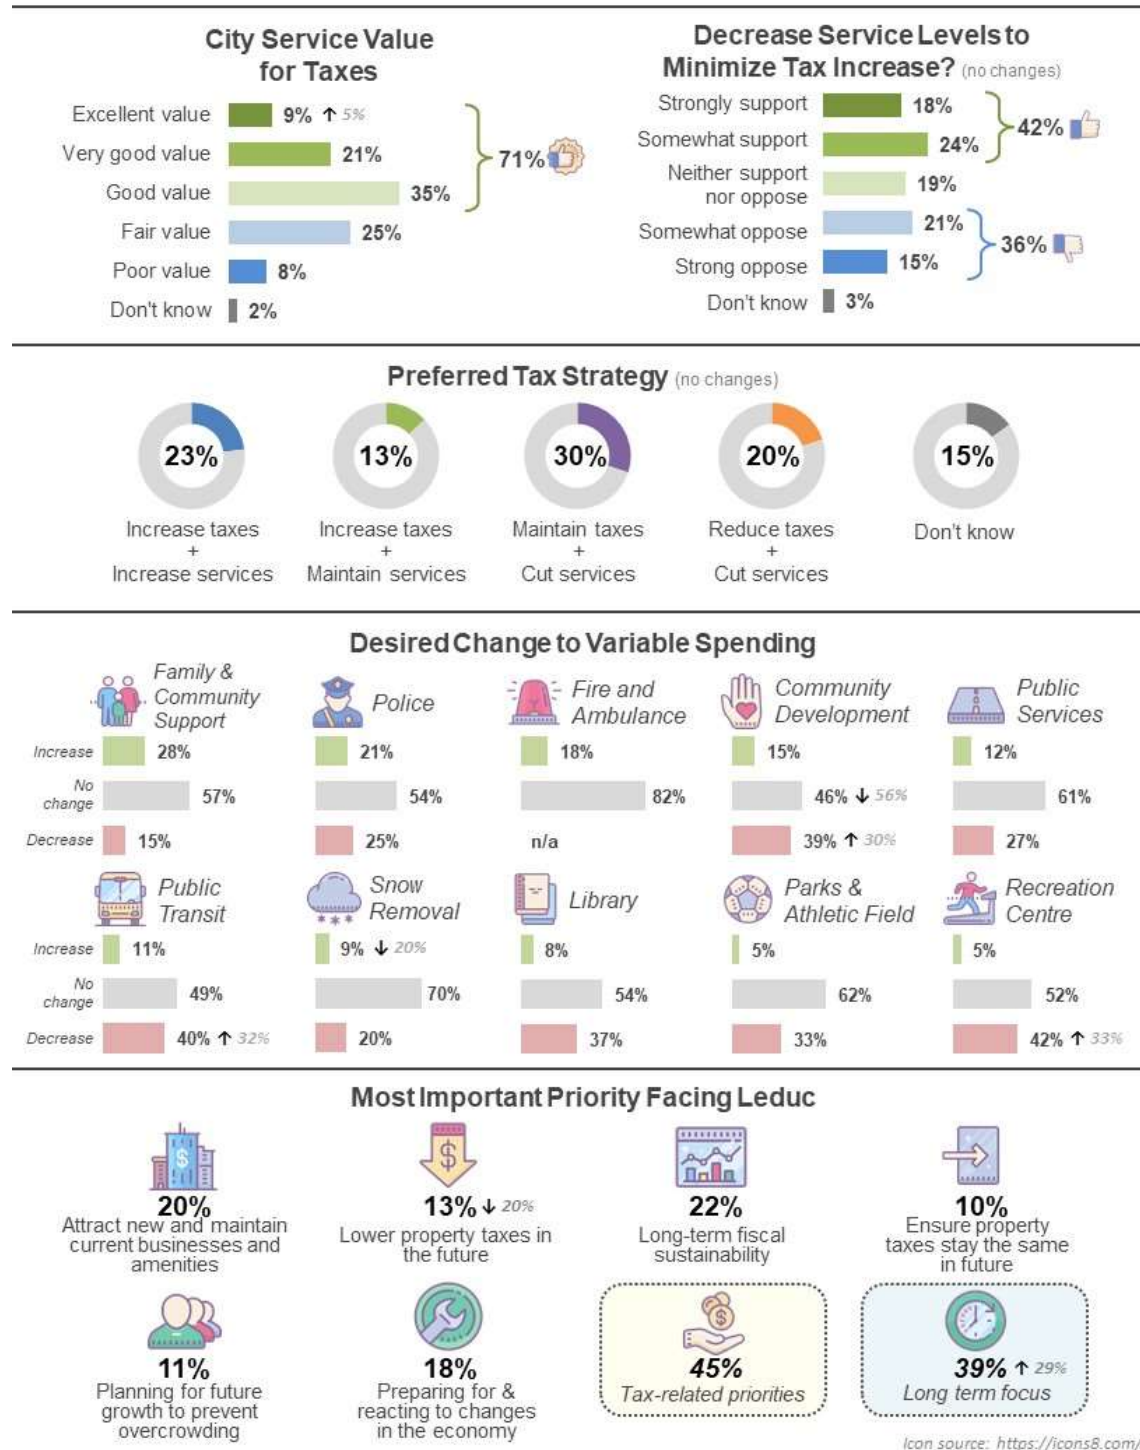 City Service Value
for Taxes
Excellent value 9% ↑ 5%
Very good value 21%
Good value 35%
71%
Fair value 25%
Poor value 8%
Don't know 2%
Decrease Service Levels to
Minimize Tax Increase? (no changes)
Strongly support 18%
Somewhat support 24%
42%
Neither support
nor oppose 19%
Somewhat oppose 21%
Strong oppose 15%
36%
Don't know 3%
Preferred Tax Strategy (no changes)
23%
Increase taxes
+
Increase services
13%
Increase taxes
+
Maintain services
30%
Maintain taxes
+
Cut services
20%
Reduce taxes
+
Cut services
15%
Don't know
Desired Change to Variable Spending
Family &
Community
Support
Police
Fire and
Ambulance
Community
Development
Public
Services
Increase 28% 21% 18% 15% 12%
No
change 57% 54% 82% 46% ↓ 56% 61%
Decrease 15% 25% n/a 39% ↑ 30% 27%
Public
Transit
Snow
Removal
Library
Parks &
Athletic Field
Recreation
Centre
Increase 11% 9% ↓ 20% 8% 5% 5%
No
change 49% 70% 54% 62% 52%
Decrease 40% ↑ 32% 20% 37% 33% 42% ↑ 33%
Most Important Priority Facing Leduc
20%
Attract new and maintain
current businesses and
amenities
13% ↓ 20%
Lower property taxes in
the future
22%
Long-term fiscal
sustainability
10%
Ensure property
taxes stay the same
in future
11%
Planning for future
growth to prevent
overcrowding
18%
Preparing for &
reacting to changes
in the economy
45%
Tax-related priorities
39% ↑ 29%
Long term focus
Icon source: https://icons8.com/